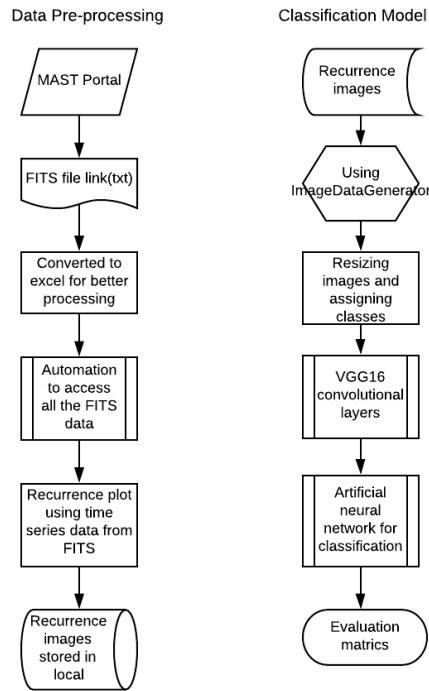 Data Pre-processing
MAST Portal
FITS file link(txt)
Converted to
excel for better
processing
Automation
to access
all the FITS
data
Recurrence plot
using time
series data from
FITS
Recurrence
images
stored in
local
Classification Model
Recurrence
images
Using
ImageDataGenerator
Resizing
images and
assigning
classes
VGG16
convolutional
layers
Artificial
neural
network for
classification
Evaluation
matrics